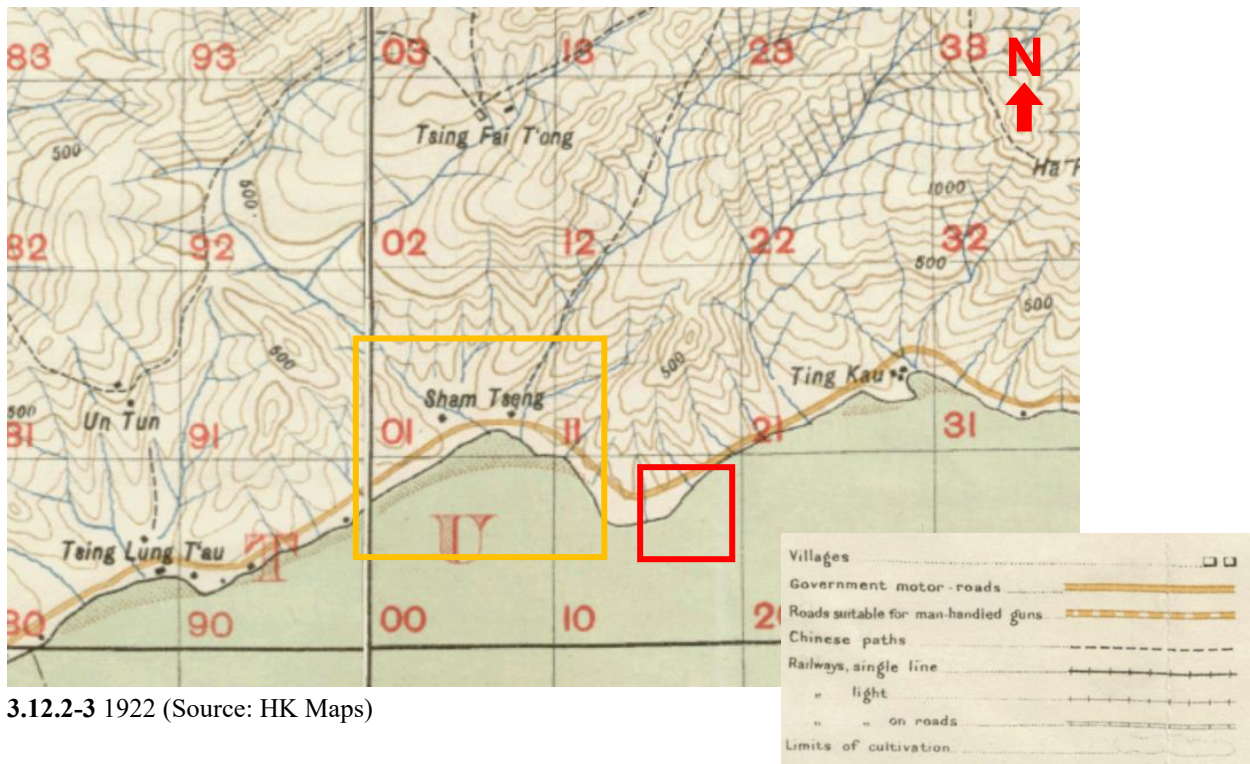 83 93 03 13 23 33 N
Tsing Fai T'ong
500
500
Ha
1000
82 92 02 12 22 32
500
500
500
500
Ting Kau
Sham Tseng
500
Un Tun
81 91 01 11 21 31
U
Tsing Lung T'au
T
80 90 00 10
Villages
Government motor-roads
Roads suitable for man-handled guns
Chinese paths
Railways, single line
" light
" " on roads
Limits of cultivation
3.12.2-3 1922 (Source: HK Maps)